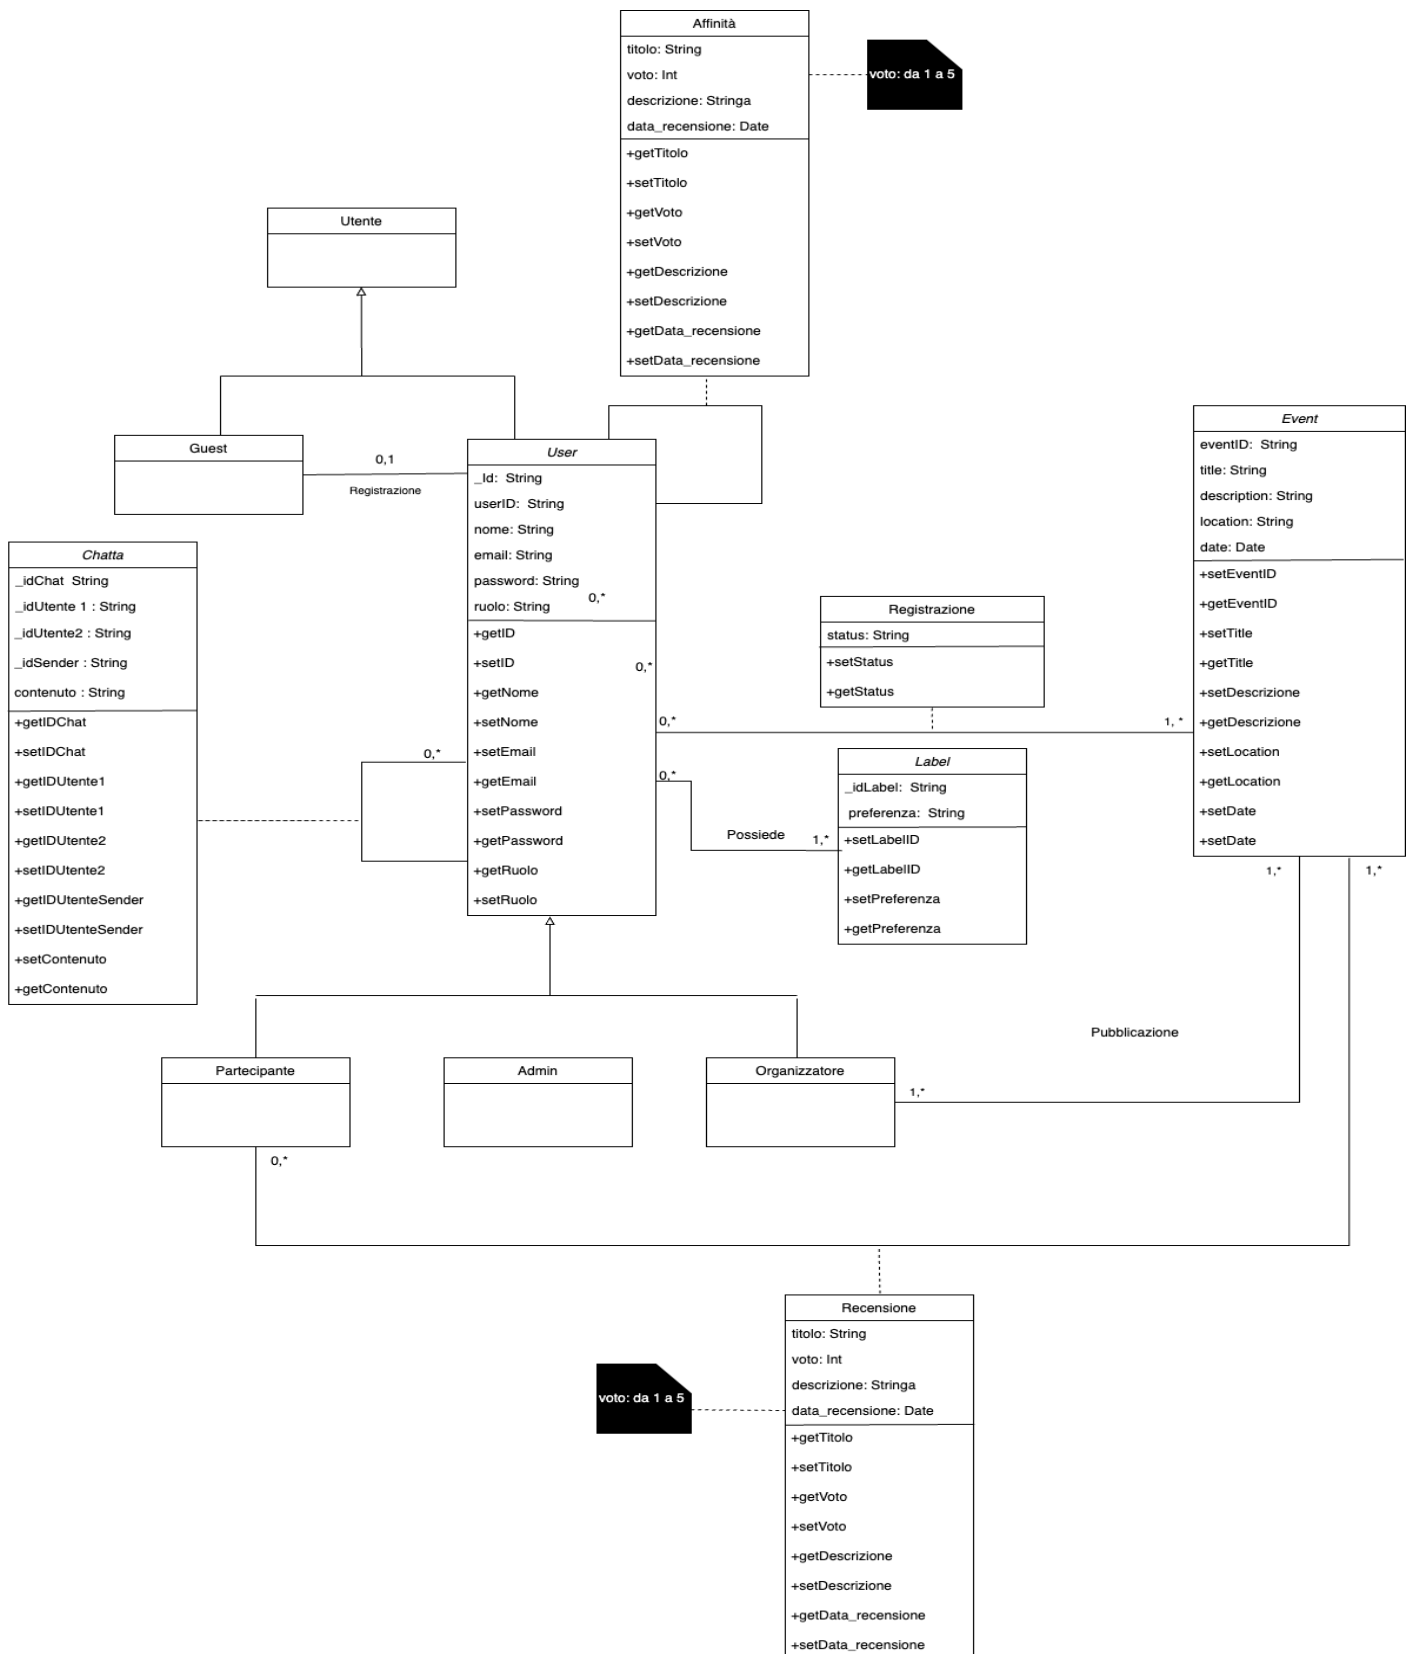 Affinità
titolo: String
voto: Int
descrizione: Stringa
data_recensione: Date
+getTitolo
+setTitolo
+getVoto
+setVoto
+getDescrizione
+setDescrizione
+getData_recensione
+setData_recensione
voto: da 1 a 5
Utente
Guest
0,1
Registrazione
User
_Id: String
userID: String
nome: String
email: String
password: String
ruolo: String
0,*
+getID
+setID
0,*
+getNome
+setNome
+setEmail
+getEmail
+setPassword
+getPassword
+getRuolo
+setRuolo
Event
eventID: String
title: String
description: String
location: String
date: Date
+setEventID
+getEventID
+setTitle
+getTitle
+setDescrizione
+getDescrizione
+setLocation
+getLocation
+setDate
+setDate
Chatta
_idChat String
_idUtente 1 : String
_idUtente2 : String
_idSender : String
contenuto : String
+getIDChat
+setIDChat
+getIDUtente1
+setIDUtente1
+getIDUtente2
+setIDUtente2
+getIDUtenteSender
+setIDUtenteSender
+setContenuto
+getContenuto
0,*
Registrazione
status: String
+setStatus
+getStatus
0,*
1, *
Label
_idLabel: String
preferenza: String
+setLabelID
+getLabelID
+setPreferenza
+getPreferenza
0,*
Possiede
1,*
1,*
1,*
Pubblicazione
Partecipante
Admin
Organizzatore
1,*
0,*
Recensione
titolo: String
voto: Int
descrizione: Stringa
data_recensione: Date
+getTitolo
+setTitolo
+getVoto
+setVoto
+getDescrizione
+setDescrizione
+getData_recensione
+setData_recensione
voto: da 1 a 5